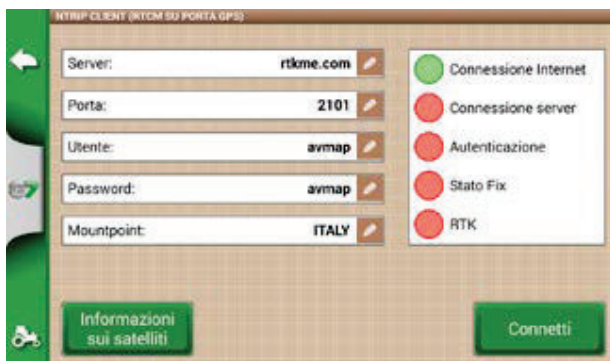 NTRIP CLIENT (RTCM SU PORTA GPS)
Server: rtkme.com
Porta: 2101
Utente: avmap
Password: avmap
Mountpoint: ITALY
Connessione Internet
Connessione server
Autenticazione
Stato Fix
RTK
Informazioni
sui satelliti
Connetti